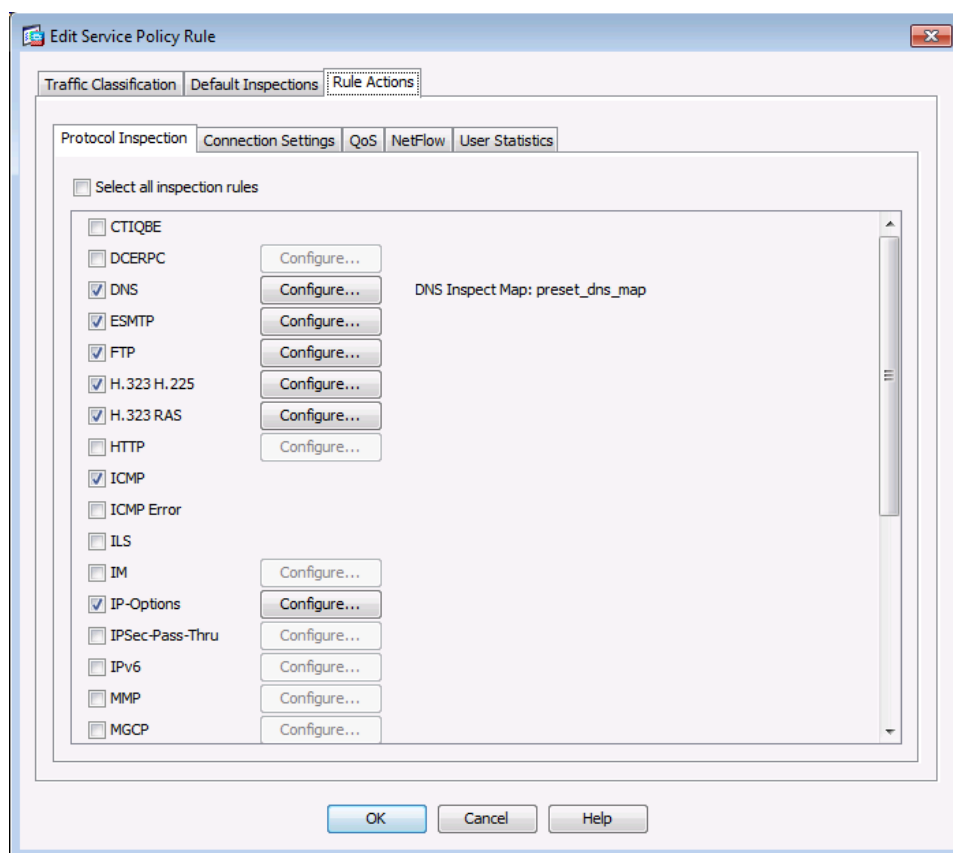 Edit Service Policy Rule
Traffic Classification Default Inspections Rule Actions
Protocol Inspection Connection Settings QoS NetFlow User Statistics
Select all inspection rules
CTIQBE
DCERPC Configure...
DNS Configure... DNS Inspect Map: preset_dns_map
ESMTP Configure...
FTP Configure...
H.323 H.225 Configure...
H.323 RAS Configure...
HTTP Configure...
ICMP
ICMP Error
ILS
IM Configure...
IP-Options Configure...
IPSec-Pass-Thru Configure...
IPv6 Configure...
MMP Configure...
MGCP Configure...
OK Cancel Help